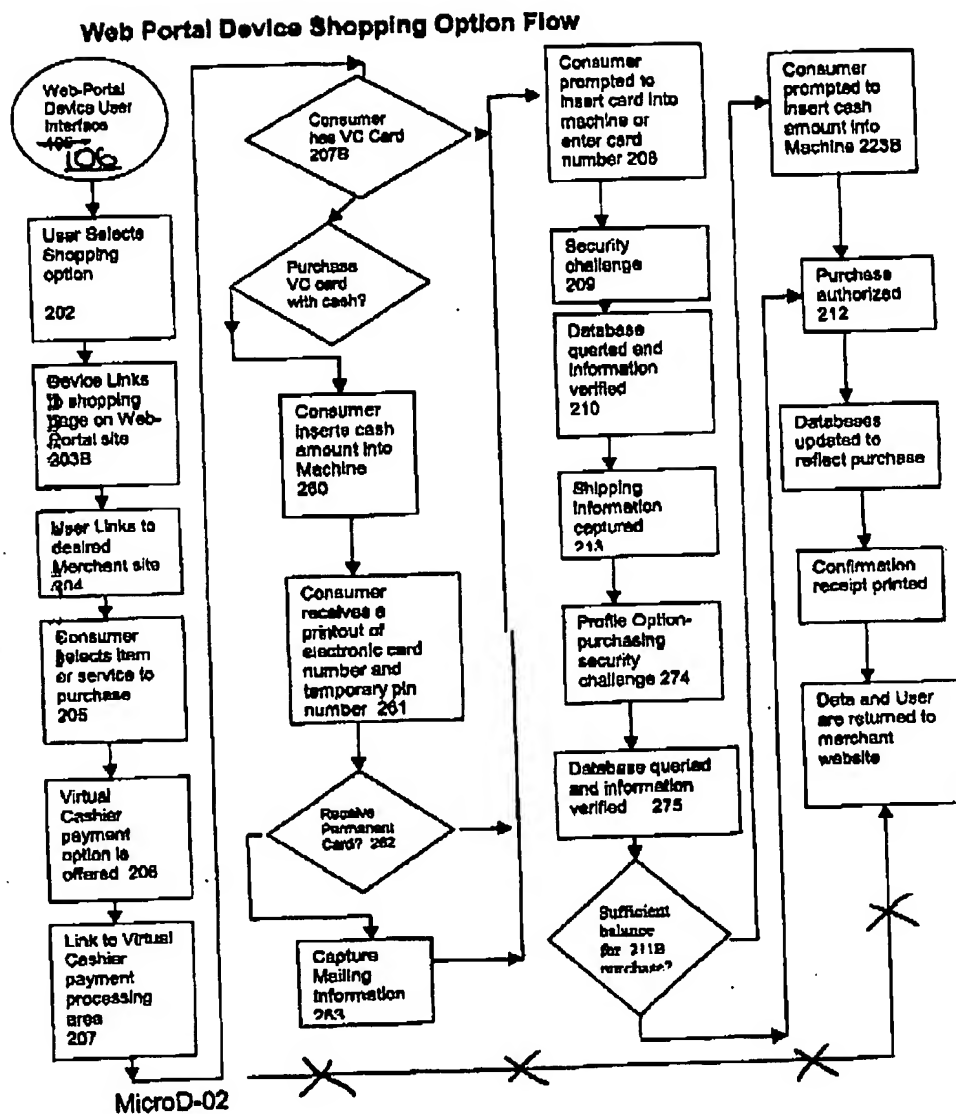 Web Portal Device Shopping Option Flow
Web-Portal
Device User
Interface
106
User Selects
Shopping
option
202
Device Links
to shopping
page on Web-
Portal site
203B
User Links to
desired
Merchant site
204
Consumer
selects item
or service to
purchase
205
Virtual
Cashier
payment
option is
offered 206
Link to Virtual
Cashier
payment
processing
area
207
MicroD-02
Consumer
has VC Card
207B
Purchase
VC card
with cash?
Consumer
inserts cash
amount into
Machine
260
Consumer
receives a
printout of
electronic card
number and
temporary pin
number 261
Receive
Permanent
Card? 262
Capture
Mailing
Information
263
Consumer
prompted to
insert card into
machine or
enter card
number 208
Security
challenge
209
Database
queried and
information
verified
210
Shipping
Information
captured
213
Profile Option-
purchasing
security
challenge 274
Database queried
and information
verified 275
Sufficient
balance
for 211B
purchase?
Consumer
prompted to
insert cash
amount into
Machine 223B
Purchase
authorized
212
Databases
updated to
reflect purchase
Confirmation
receipt printed
Data and User
are returned to
merchant
website